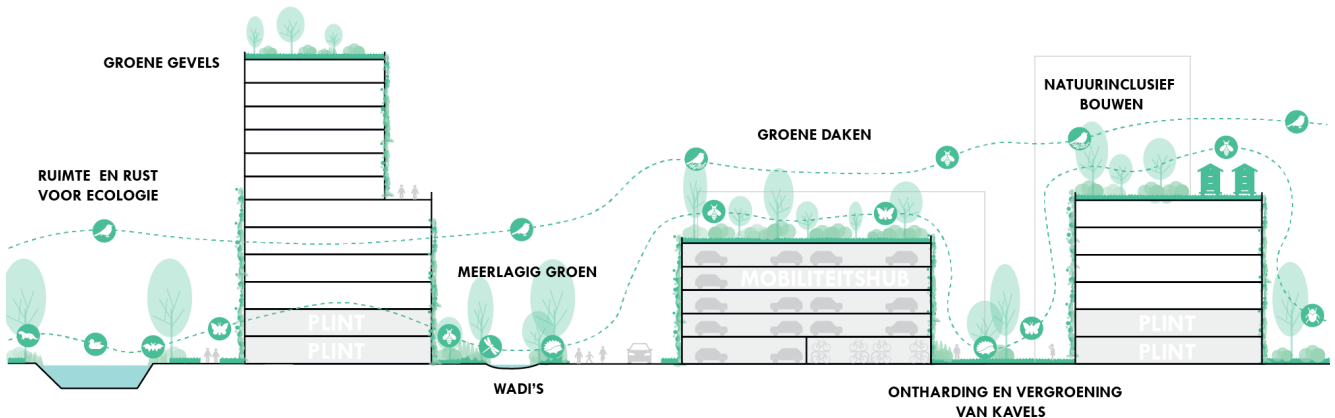 GROENE GEVELS
RUIMTE EN RUST
VOOR ECOLOGIE
PLINT
PLINT
MEERLAGIG GROEN
WADI'S
GROENE DAKEN
MOBILITEITSHUB
NATUURINCLUSIEF
BOUWEN
PLINT
PLINT
ONTHARDING EN VERGROENING
VAN KAVELS